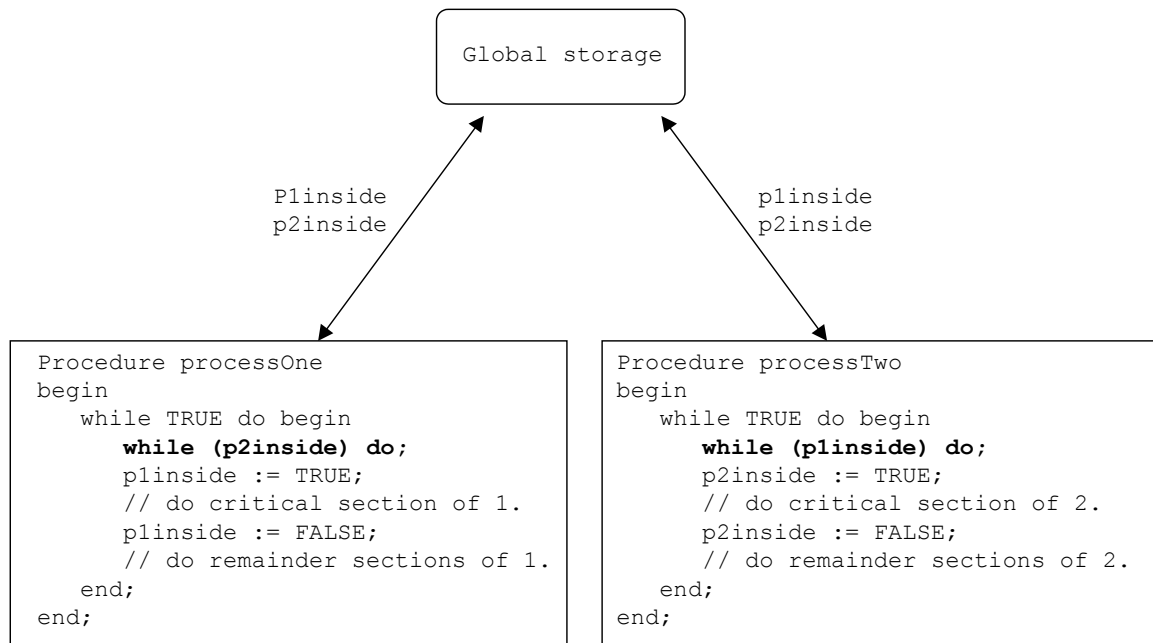 Global storage
P1inside
p2inside
p1inside
p2inside
Procedure processOne
begin
while TRUE do begin
while (p2inside) do;
p1inside := TRUE;
// do critical section of 1.
p1inside := FALSE;
// do remainder sections of 1.
end;
end;
Procedure processTwo
begin
while TRUE do begin
while (p1inside) do;
p2inside := TRUE;
// do critical section of 2.
p2inside := FALSE;
// do remainder sections of 2.
end;
end;